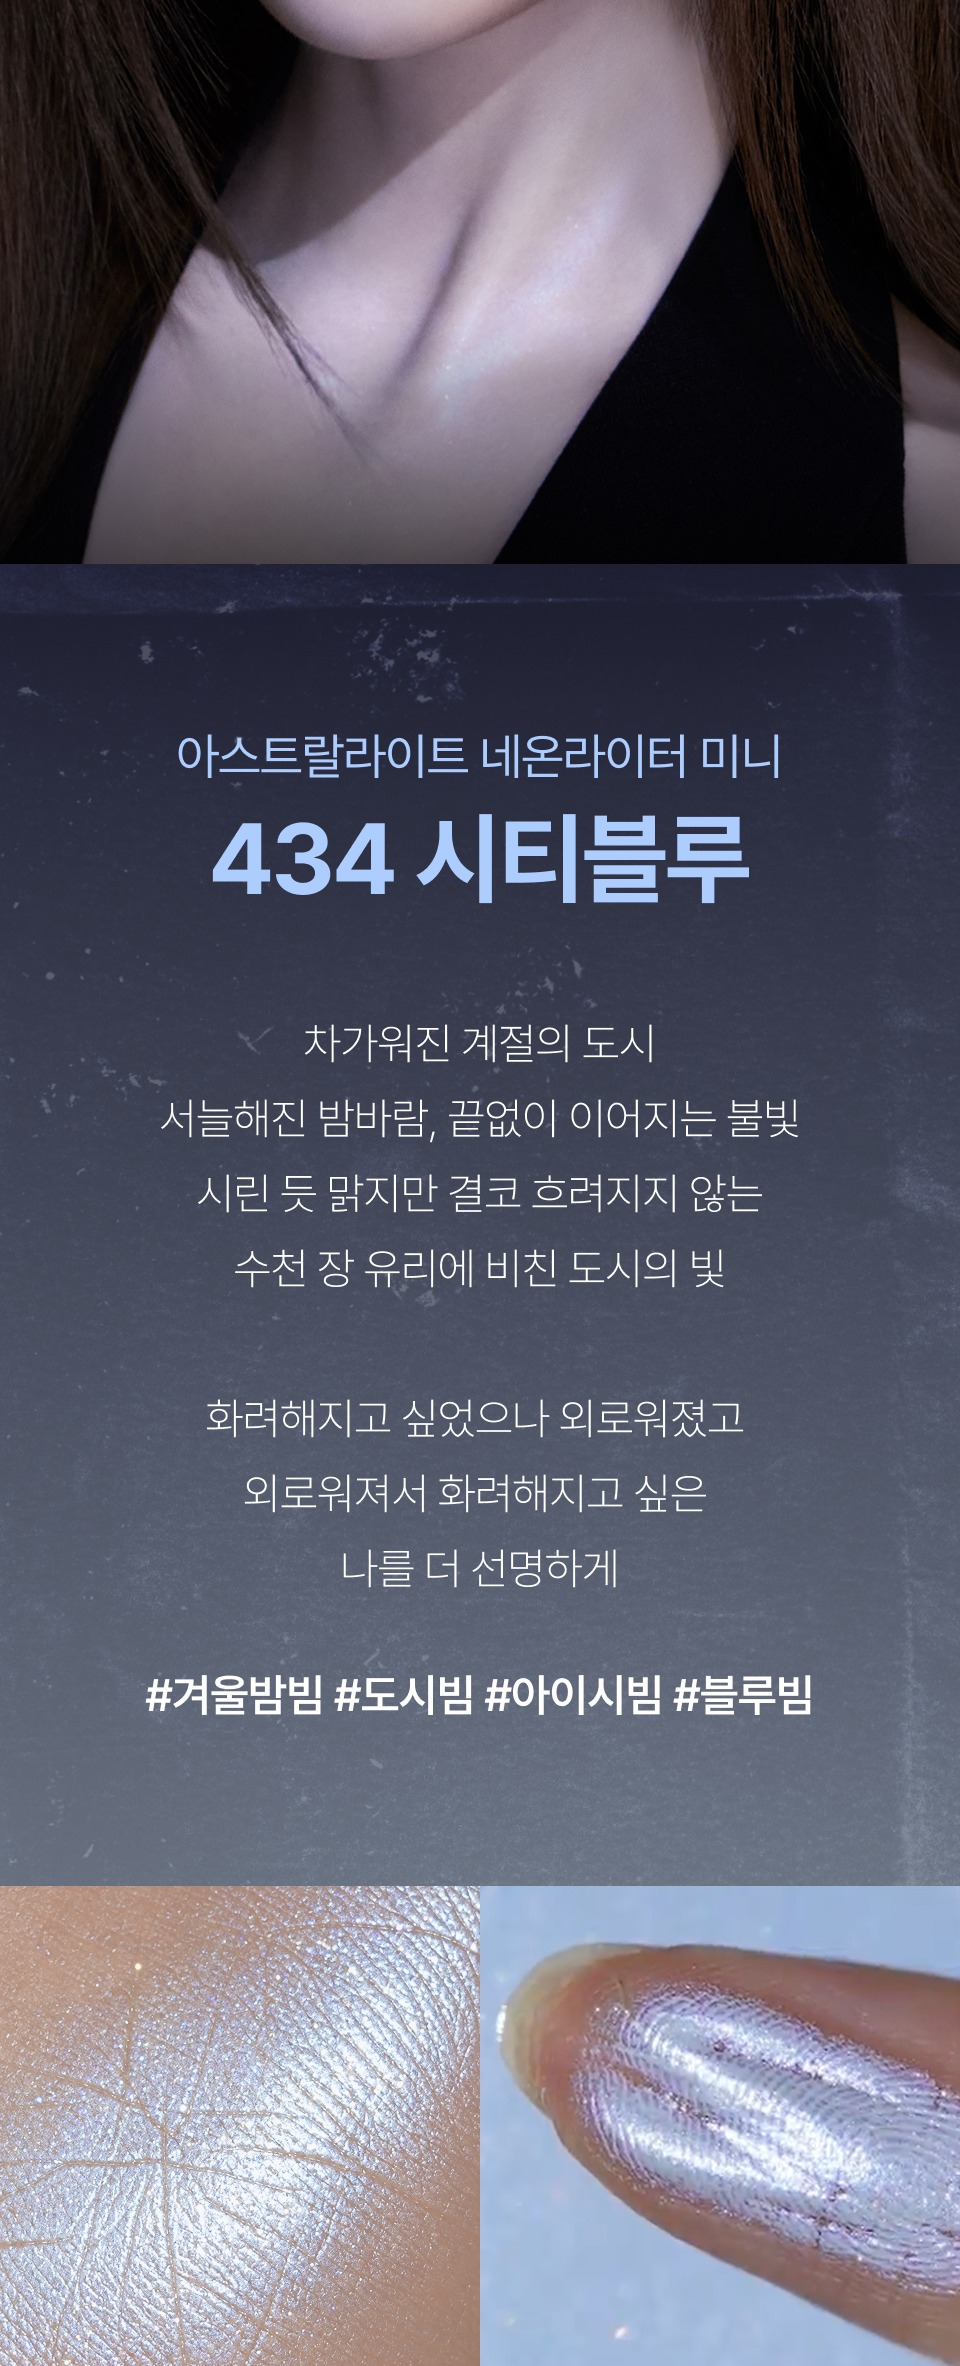 아스트랄라이트 네온라이터 미니
434 시티블루
차가워진 계절의 도시
서늘해진 밤바람, 끝없이 이어지는 불빛
시린 듯 맑지만 결코 흐려지지 않는
수천 장 유리에 비친 도시의 빛
화려해지고 싶었으나 외로워졌고
외로워져서 화려해지고 싶은
나를 더 선명하게
#겨울밤빔 #도시빔 #아이시빔 #블루빔